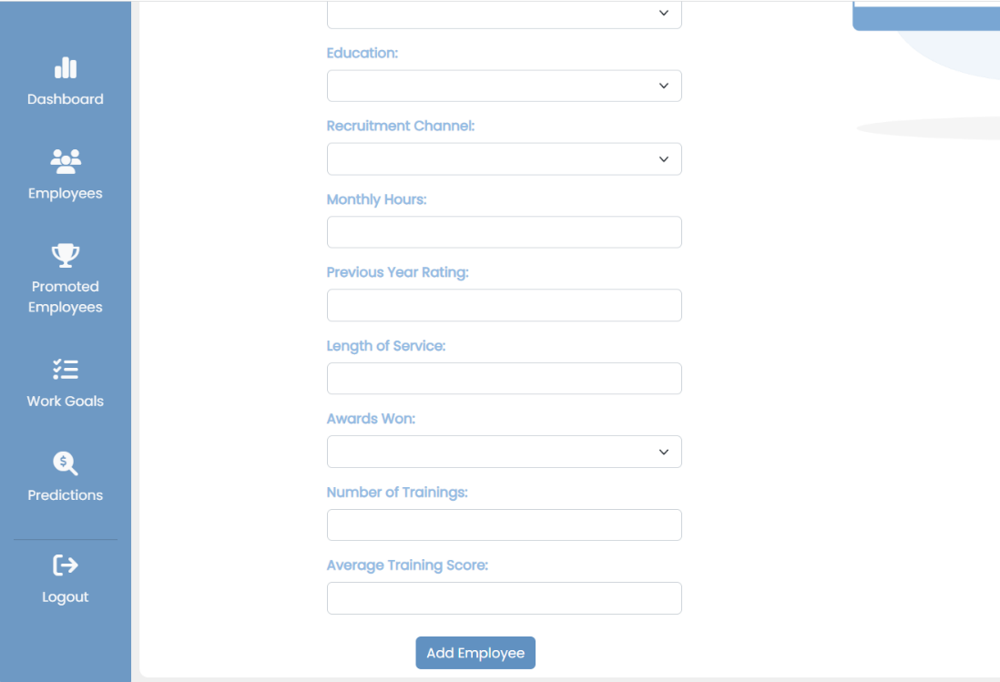 Dashboard
Employees
Promoted
Employees
Work Goals
Predictions
Logout
Education:
Recruitment Channel:
Monthly Hours:
Previous Year Rating:
Length of Service:
Awards Won:
Number of Trainings:
Average Training Score:
Add Employee